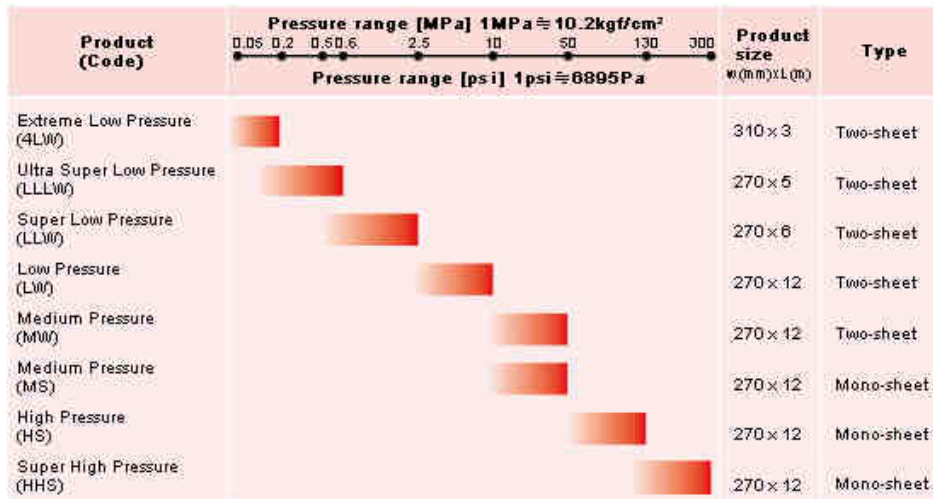 Product
(Code)
Pressure range [MPa] 1MPa≒10.2kgf/cm²
0.05 0.2 0.5 0.6 2.5 10 50 130 300
Pressure range [psi] 1psi≒6895Pa
Product
size
w(mm)xL(m)
Type
Extreme Low Pressure
(4LW)
310 × 3
Two-sheet
Ultra Super Low Pressure
(LLLW)
270 × 5
Two-sheet
Super Low Pressure
(LLW)
270 × 6
Two-sheet
Low Pressure
(LW)
270 × 12
Two-sheet
Medium Pressure
(MW)
270 × 12
Two-sheet
Medium Pressure
(MS)
270 × 12
Mono-sheet
High Pressure
(HS)
270 × 12
Mono-sheet
Super High Pressure
(HHS)
270 × 12
Mono-sheet